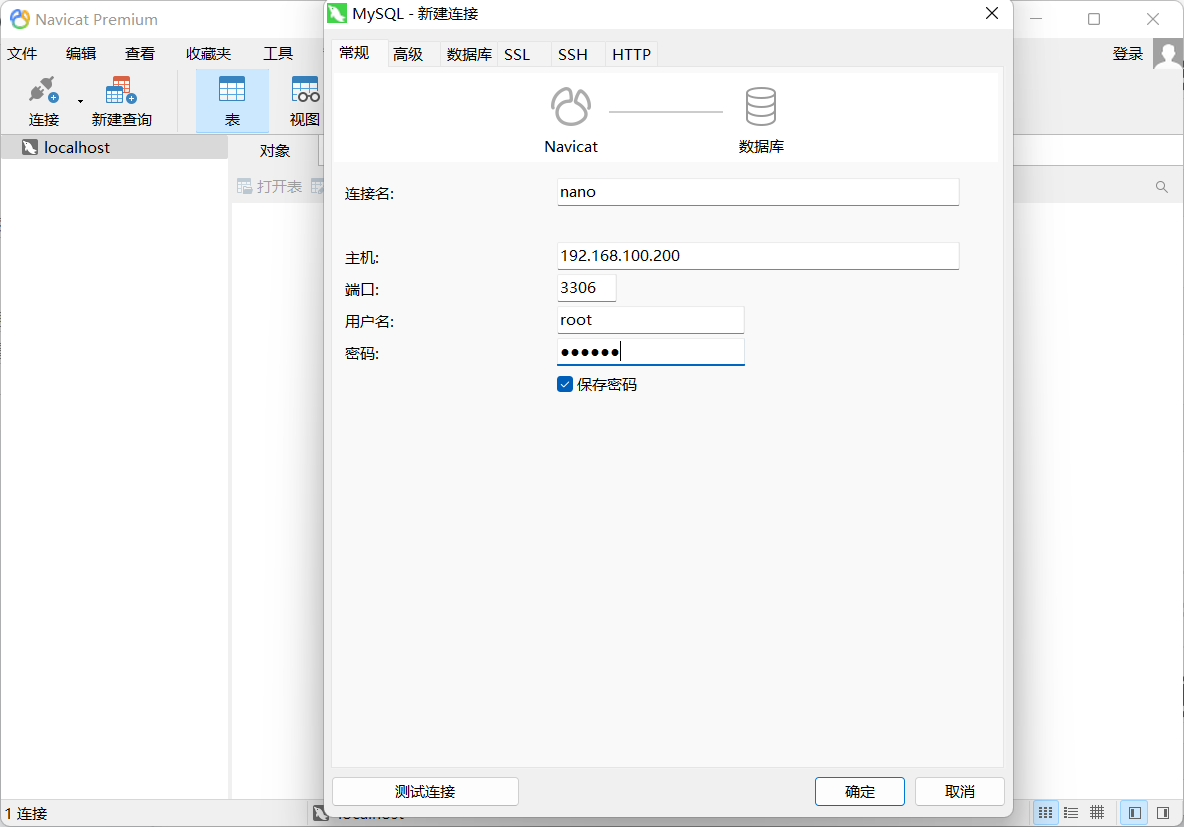 Navicat Premium
MySQL - 新建连接
文件 编辑 查看 收藏夹 工具
登录
常规 高级 数据库 SSL SSH HTTP
连接 新建查询 表 视图
Navicat 数据库
localhost
对象
打开表
连接名: nano
主机: 192.168.100.200
端口: 3306
用户名: root
密码: ●●●●●●
保存密码
测试连接 确定 取消
1 连接
localhost